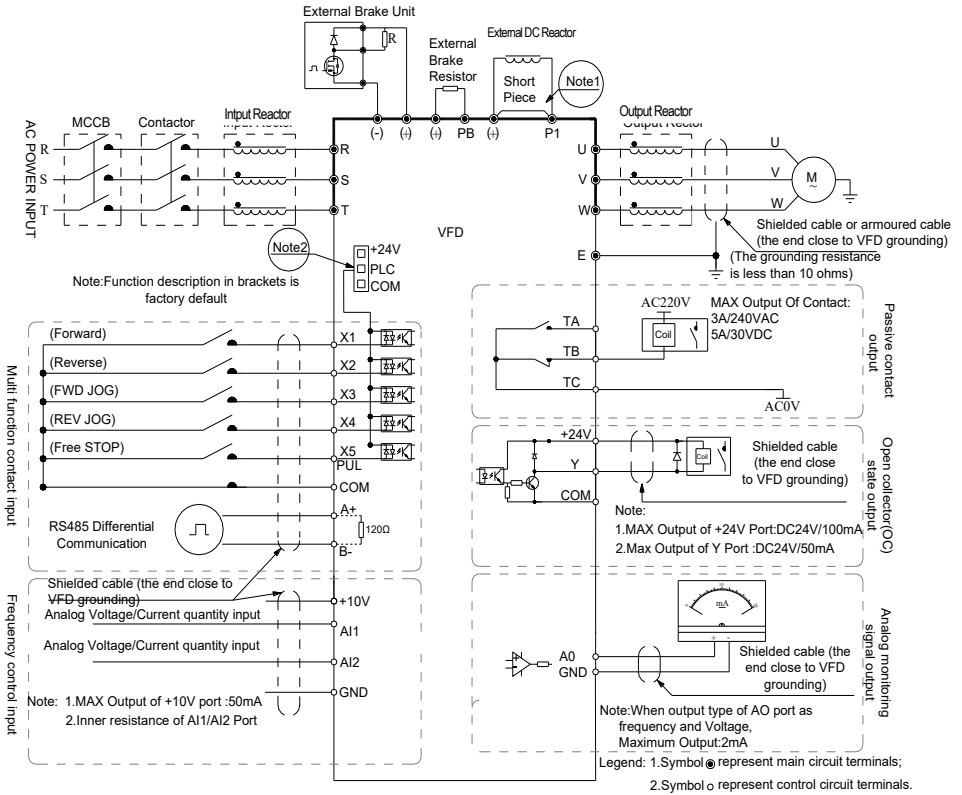 External Brake Unit
R
External
Brake
Resistor
External DC Reactor
Short
Piece
Note1
(-)
(+)
(+)
PB
(+)
P1
AC POWER INPUT
MCCB
Contactor
Intput Reactor
Output Reactor
R
S
T
R
S
T
U
V
W
U
V
W
M
~
VFD
E
Shielded cable or armoured cable
(the end close to VFD grounding)
(The grounding resistance
is less than 10 ohms)
Note2
+24V
PLC
COM
Note:Function description in brackets is
factory default
Multi function contact input
(Forward)
X1
(Reverse)
X2
(FWD JOG)
X3
(REV JOG)
X4
(Free STOP)
X5
PUL
COM
RS485 Differential
Communication
A+
120Ω
B-
Shielded cable (the end close to
VFD grounding)
Frequency control input
+10V
Analog Voltage/Current quantity input
AI1
Analog Voltage/Current quantity input
AI2
GND
Note: 1.MAX Output of +10V port :50mA
2.Inner resistance of AI1/AI2 Port
Passive contact
output
TA
TB
TC
AC220V
Coil
MAX Output Of Contact:
3A/240VAC
5A/30VDC
AC0V
Open collector(OC)
state output
+24V
Y
COM
Coil
Shielded cable
(the end close
to VFD grounding)
Note:
1.MAX Output of +24V Port:DC24V/100mA
2.Max Output of Y Port :DC24V/50mA
Analog monitoring
signal output
mA
+ -
A0
GND
Shielded cable (the
end close to VFD
grounding)
Note:When output type of AO port as
frequency and Voltage,
Maximum Output:2mA
Legend: 1.Symbol represent main circuit terminals;
2.Symbol represent control circuit terminals.